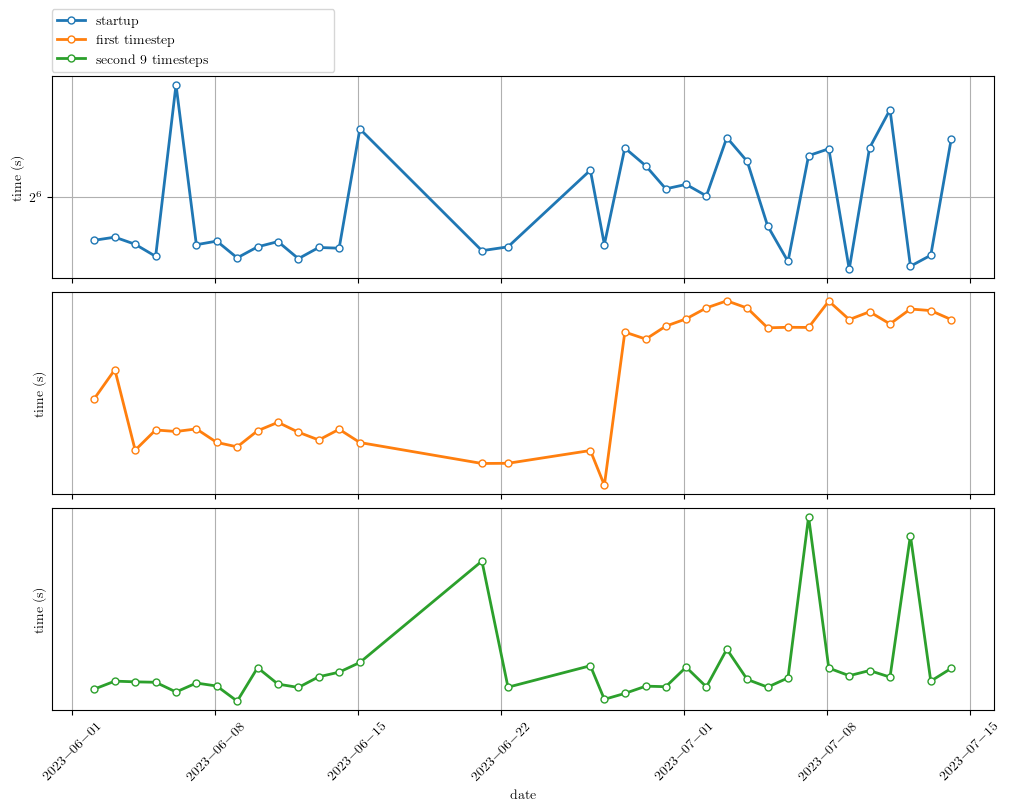 startup
first timestep
second 9 timesteps
time (s)
2^6
time (s)
time (s)
2023−06−01
2023−06−08
2023−06−15
2023−06−22
2023−07−01
2023−07−08
2023−07−15
date